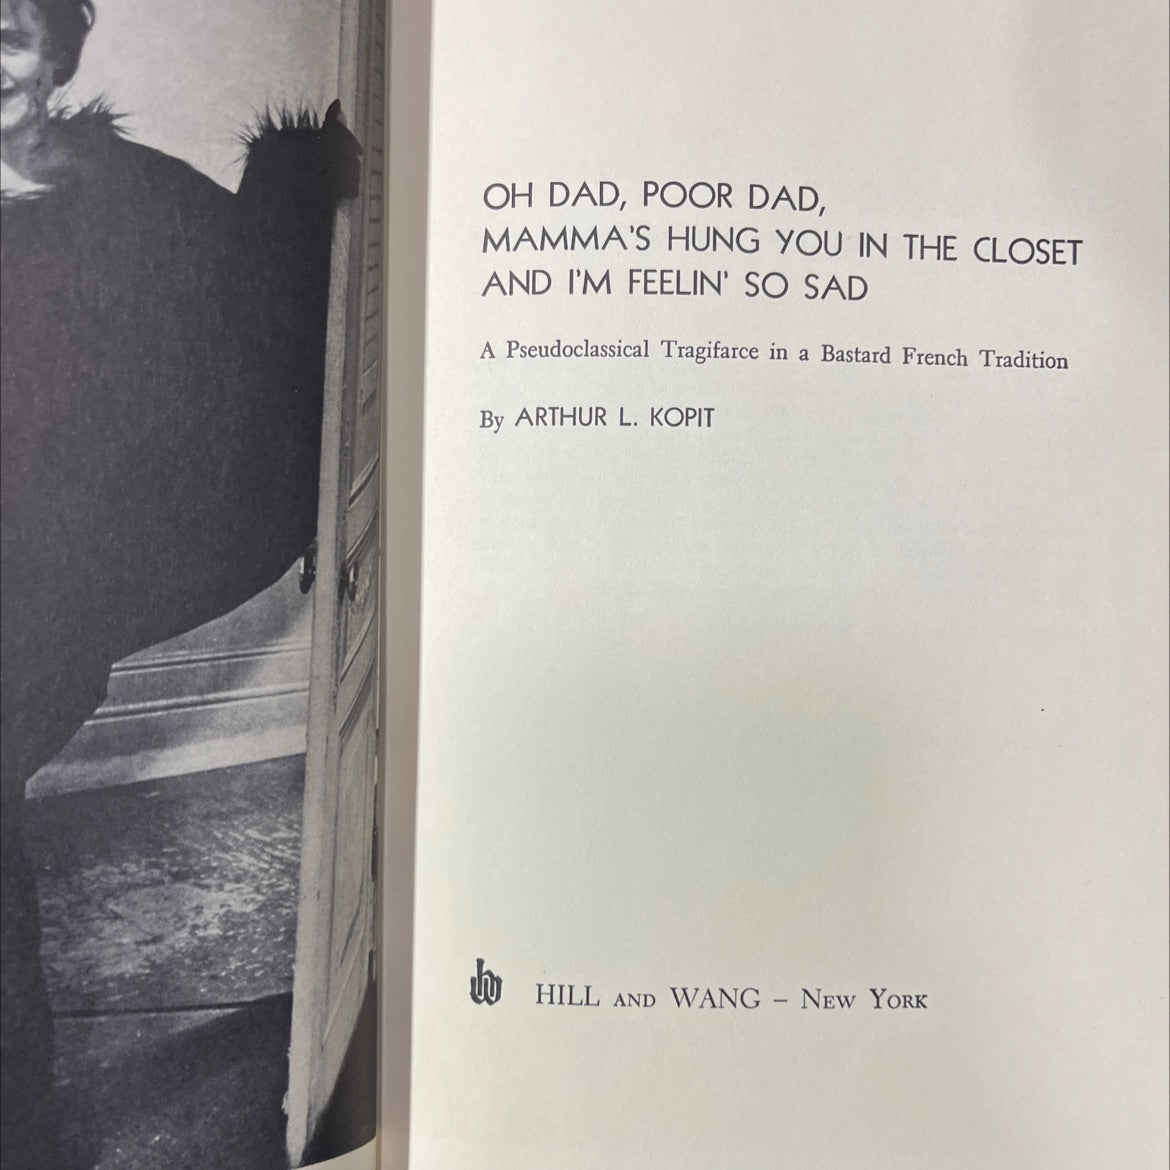 OH DAD, POOR DAD,
MAMMA'S HUNG YOU IN THE CLOSET
AND I'M FEELIN' SO SAD
A Pseudoclassical Tragifarce in a Bastard French Tradition
By ARTHUR L. KOPIT
hw HILL AND WANG – NEW YORK